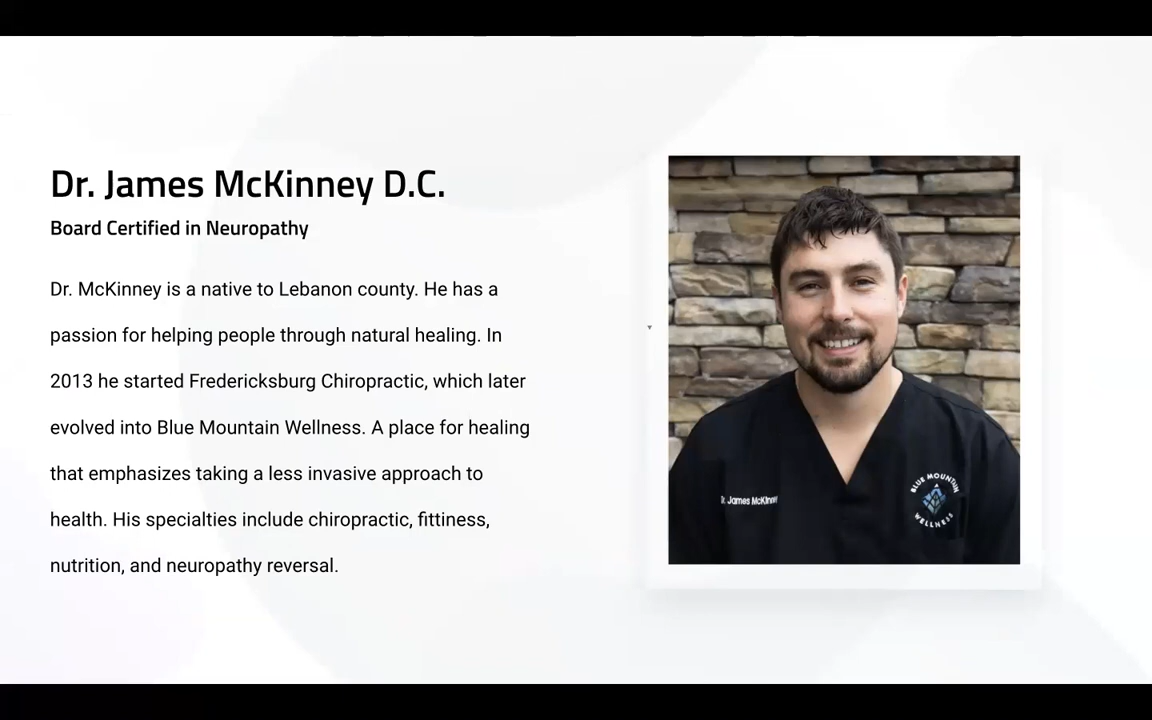 Dr. James McKinney D.C.
Board Certified in Neuropathy
Dr. McKinney is a native to Lebanon county. He has a
passion for helping people through natural healing. In
2013 he started Fredericksburg Chiropractic, which later
evolved into Blue Mountain Wellness. A place for healing
that emphasizes taking a less invasive approach to
health. His specialties include chiropractic, fittiness,
nutrition, and neuropathy reversal.
Dr. James McKinney
BLUE MOUNTAIN
WELLNESS